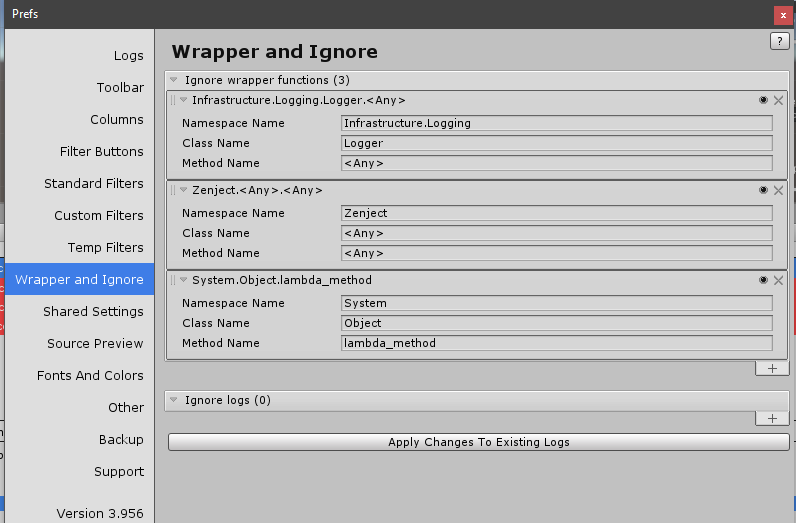 Prefs
x
?
Logs
Toolbar
Columns
Filter Buttons
Standard Filters
Custom Filters
Temp Filters
Wrapper and Ignore
Shared Settings
Source Preview
Fonts And Colors
Other
Backup
Support
Version 3.956
Wrapper and Ignore
Ignore wrapper functions (3)
Infrastructure.Logging.Logger.<Any>
Namespace Name Infrastructure.Logging
Class Name Logger
Method Name <Any>
Zenject.<Any>.<Any>
Namespace Name Zenject
Class Name <Any>
Method Name <Any>
System.Object.lambda_method
Namespace Name System
Class Name Object
Method Name lambda_method
+
Ignore logs (0)
+
Apply Changes To Existing Logs